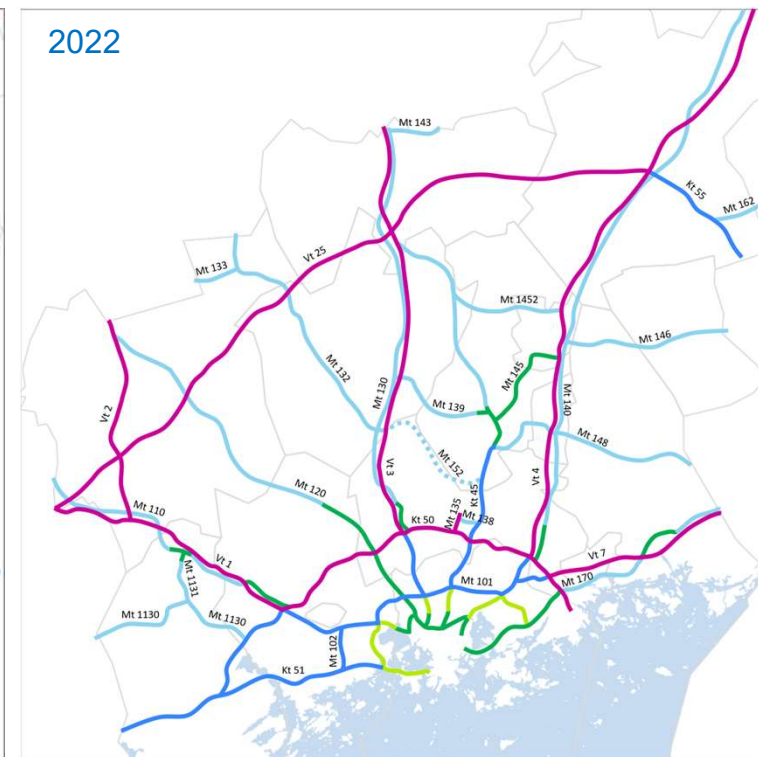 2022
Mt 143
Kt 55
Mt 162
Vt 25
Mt 133
Mt 1452
Mt 146
Mt 132
Mt 130
Mt 145
Mt 139
Mt 140
Vt 2
Mt 148
Mt 152
Vt 3
Vt 4
Kt 45
Mt 120
Mt 110
Mt 135
Mt 138
Kt 50
Vt 7
Vt 1
Mt 1131
Mt 101
Mt 170
Mt 1130
Mt 1130
Mt 102
Kt 51